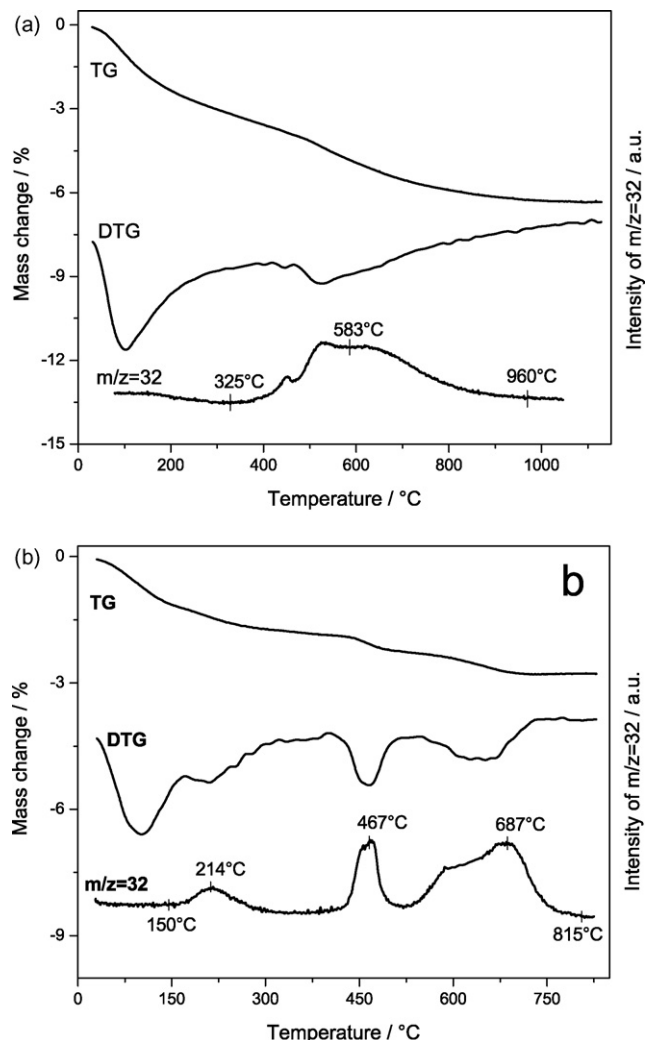 (a)
0
TG
-3
-6
DTG
-9
583°C
-12
m/z=32
325°C
960°C
-15
0 200 400 600 800 1000
Temperature / °C
Mass change / %
Intensity of m/z=32 / a.u.
(b)
0
b
TG
-3
DTG
-6
467°C
687°C
214°C
m/z=32
150°C
815°C
-9
0 150 300 450 600 750
Temperature / °C
Mass change / %
Intensity of m/z=32 / a.u.